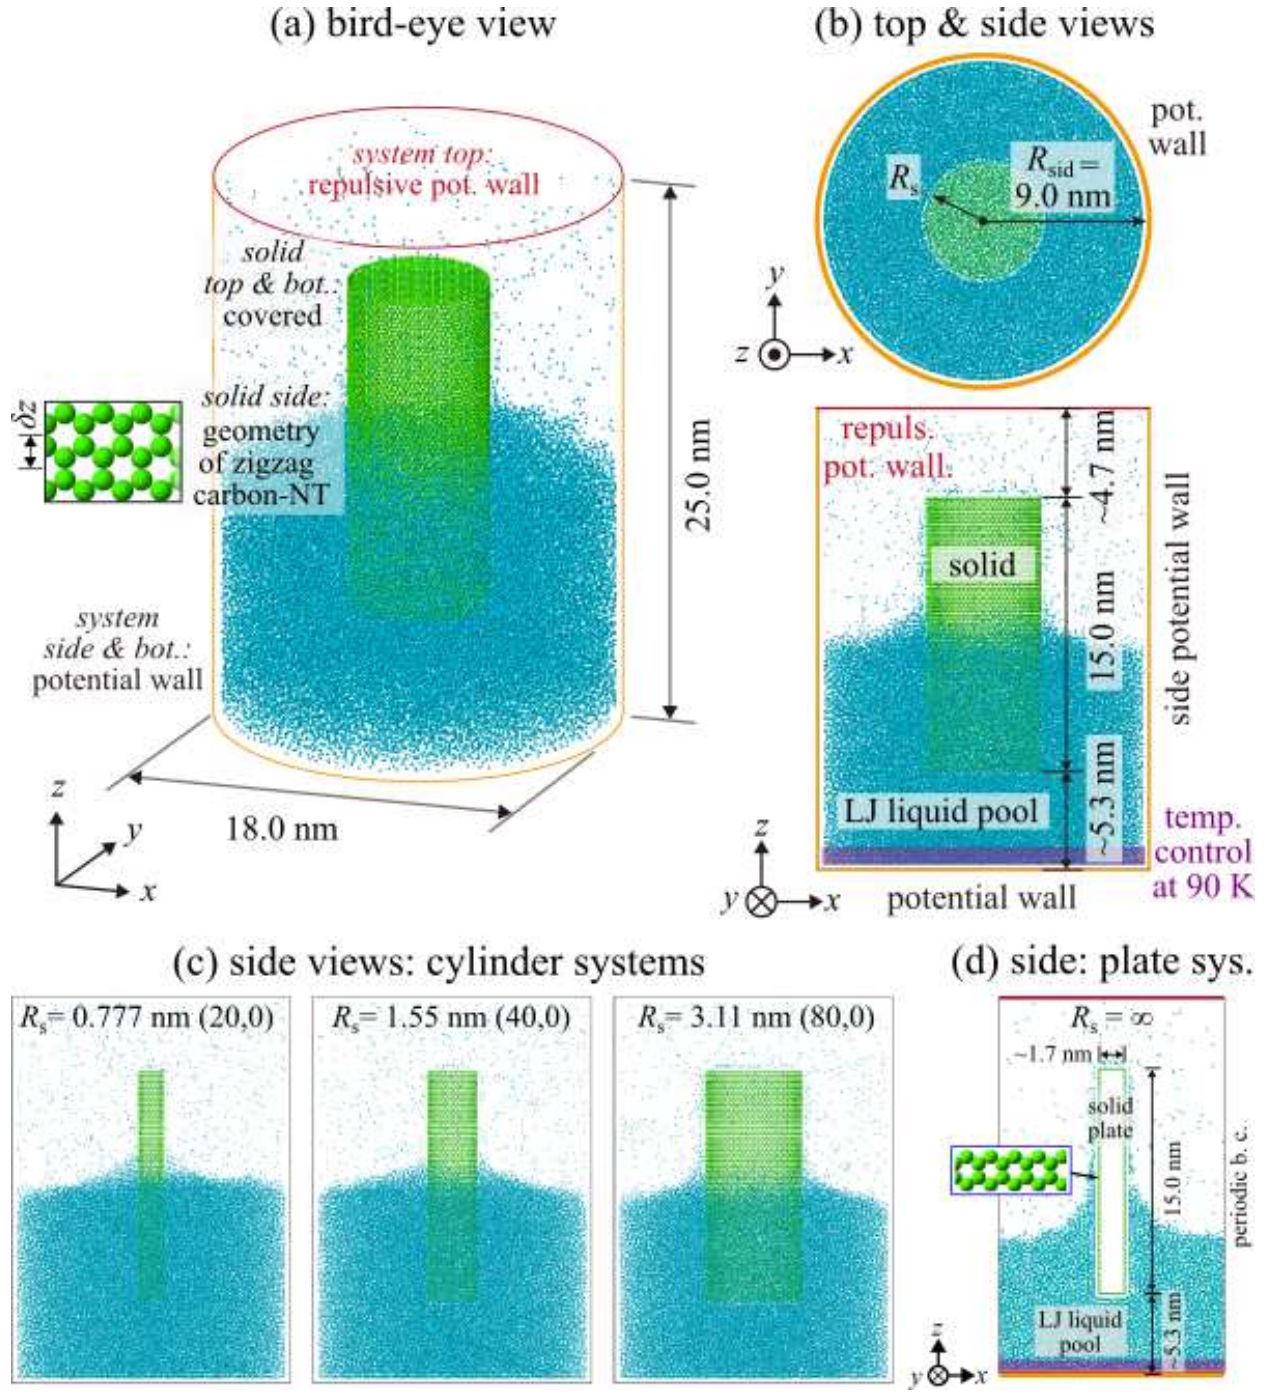 (a) bird-eye view
system top:
repulsive pot. wall
solid
top & bot.:
covered
δz
solid side:
geometry
of zigzag
carbon-NT
25.0 nm
system
side & bot.:
potential wall
18.0 nm
z
y
x
(b) top & side views
pot.
wall
Rs
Rsid =
9.0 nm
y
z
x
repuls.
pot. wall.
~4.7 nm
solid
15.0 nm
side potential wall
LJ liquid pool
~5.3 nm
temp.
control
at 90 K
z
y
x
potential wall
(c) side views: cylinder systems
Rs= 0.777 nm (20,0)
Rs= 1.55 nm (40,0)
Rs= 3.11 nm (80,0)
(d) side: plate sys.
Rs = ∞
~1.7 nm
solid
plate
15.0 nm
periodic b. c.
LJ liquid
pool
~5.3 nm
z
y
x